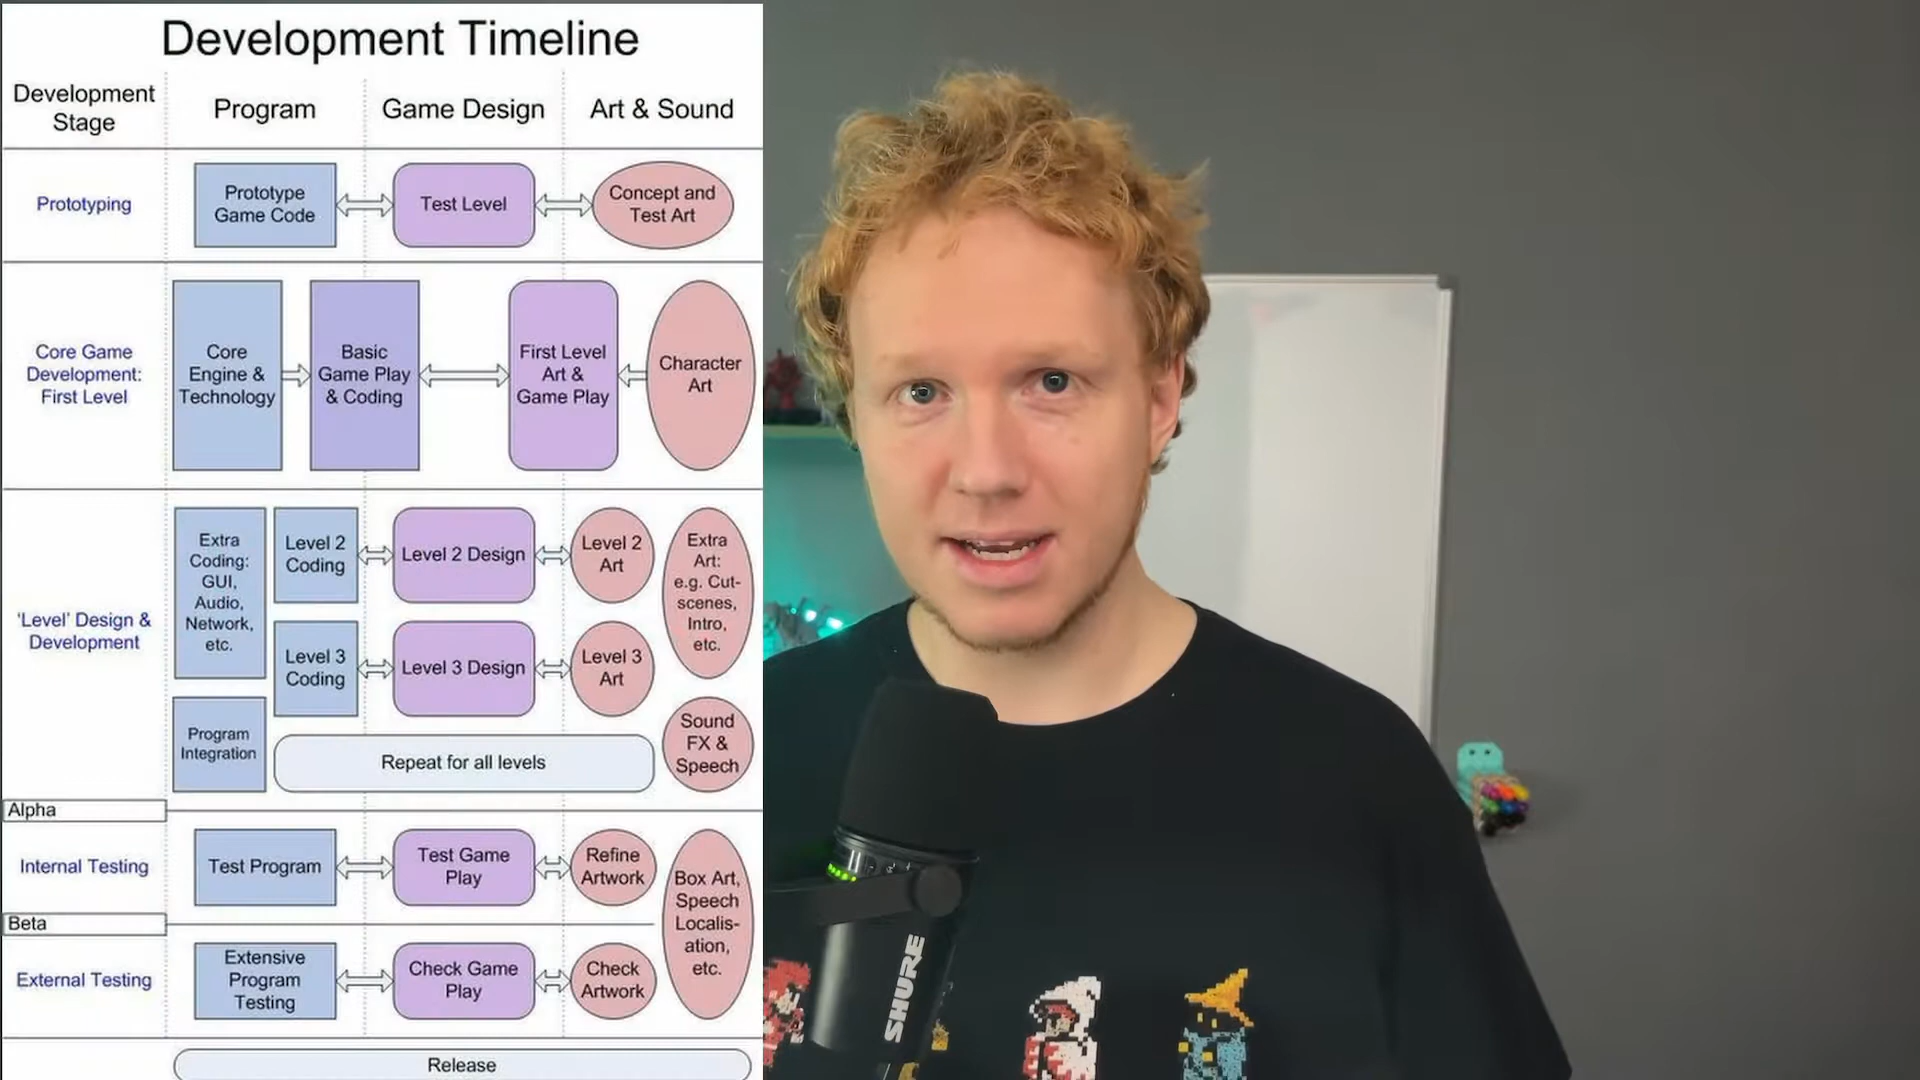 Development Timeline
Development
Stage
Program
Game Design
Art & Sound
Prototyping
Prototype
Game Code
Test Level
Concept and
Test Art
Core Game
Development:
First Level
Core
Engine &
Technology
Basic
Game Play
& Coding
First Level
Art &
Game Play
Character
Art
'Level' Design &
Development
Extra
Coding:
GUI,
Audio,
Network,
etc.
Level 2
Coding
Level 2 Design
Level 2
Art
Extra
Art:
e.g. Cut-
scenes,
Intro,
etc.
Level 3
Coding
Level 3 Design
Level 3
Art
Program
Integration
Repeat for all levels
Sound
FX &
Speech
Alpha
Internal Testing
Test Program
Test Game
Play
Refine
Artwork
Box Art,
Speech
Localis-
ation,
etc.
Beta
External Testing
Extensive
Program
Testing
Check Game
Play
Check
Artwork
Release
SHURE